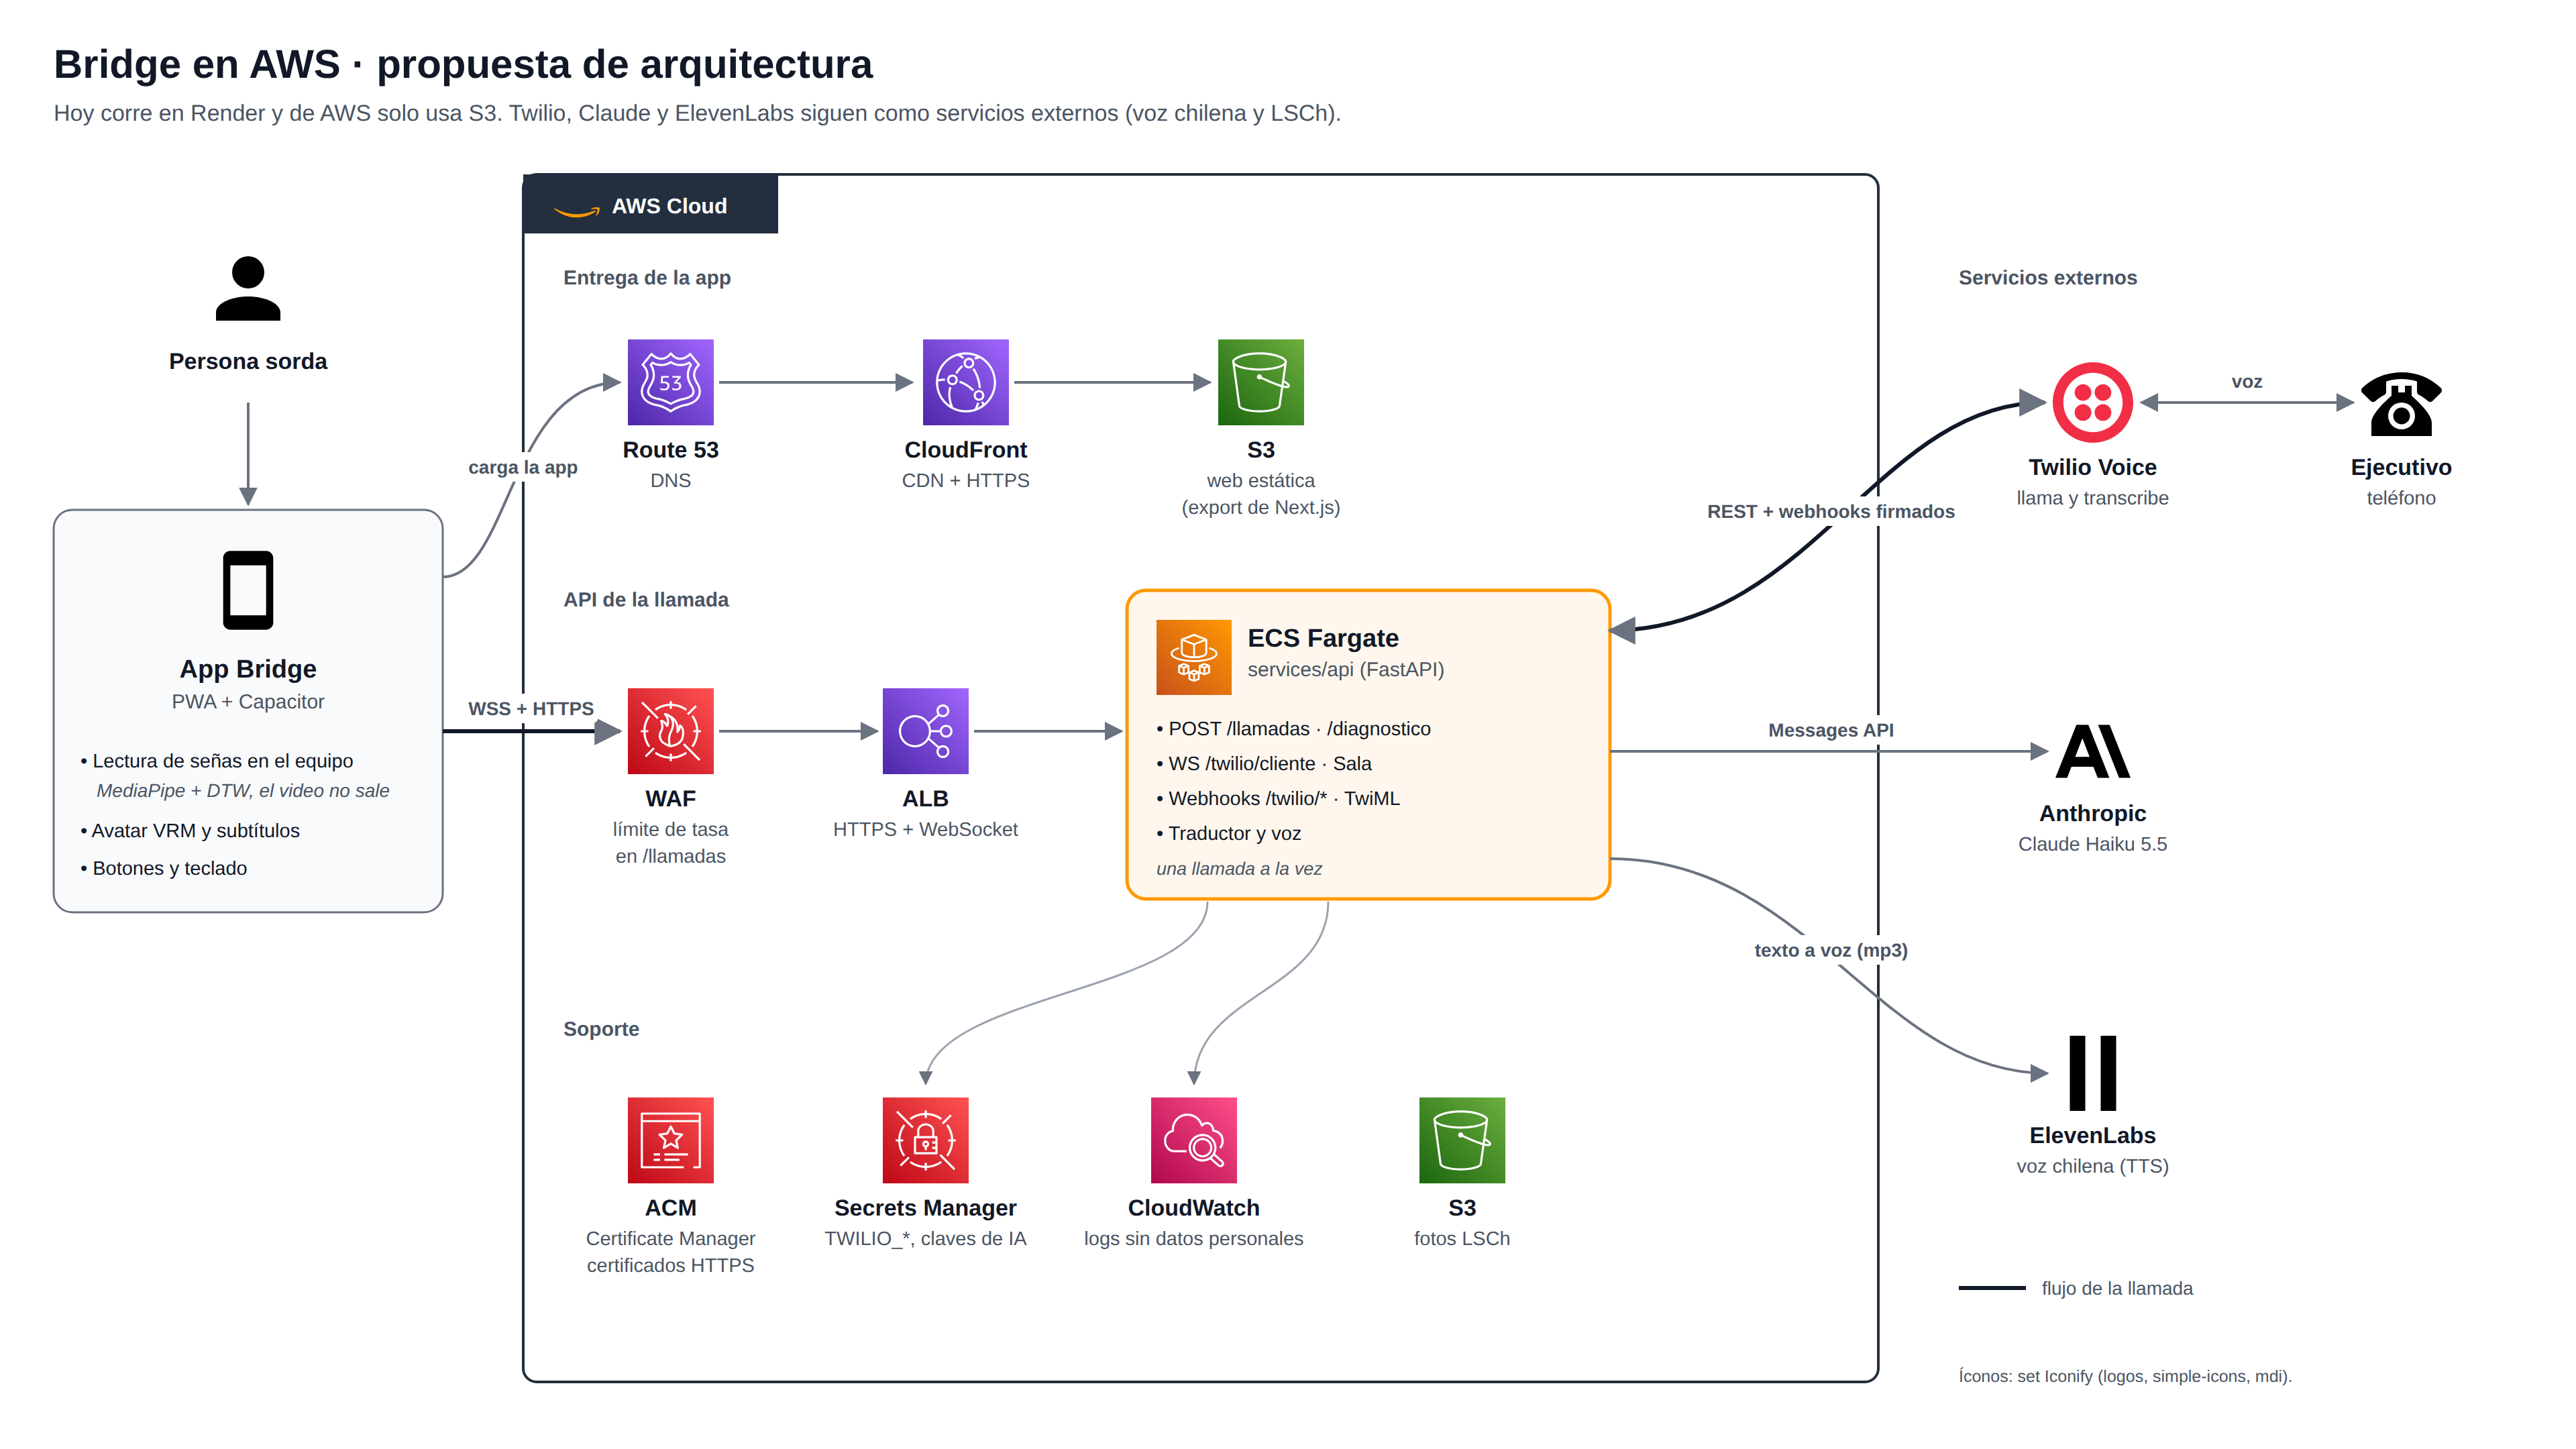 Bridge en AWS · propuesta de arquitectura
Hoy corre en Render y de AWS solo usa S3. Twilio, Claude y ElevenLabs siguen como servicios externos (voz chilena y LSCh).
AWS Cloud
Persona sorda
App Bridge
PWA + Capacitor
• Lectura de señas en el equipo
MediaPipe + DTW, el video no sale
• Avatar VRM y subtítulos
• Botones y teclado
carga la app
WSS + HTTPS
Entrega de la app
53
Route 53
DNS
CloudFront
CDN + HTTPS
S3
web estática
(export de Next.js)
API de la llamada
WAF
límite de tasa
en /llamadas
ALB
HTTPS + WebSocket
ECS Fargate
services/api (FastAPI)
• POST /llamadas · /diagnostico
• WS /twilio/cliente · Sala
• Webhooks /twilio/* · TwiML
• Traductor y voz
una llamada a la vez
Soporte
ACM
Certificate Manager
certificados HTTPS
Secrets Manager
TWILIO_*, claves de IA
CloudWatch
logs sin datos personales
S3
fotos LSCh
REST + webhooks firmados
Messages API
texto a voz (mp3)
Servicios externos
Twilio Voice
llama y transcribe
voz
Ejecutivo
teléfono
Anthropic
Claude Haiku 5.5
ElevenLabs
voz chilena (TTS)
flujo de la llamada
Íconos: set Iconify (logos, simple-icons, mdi).